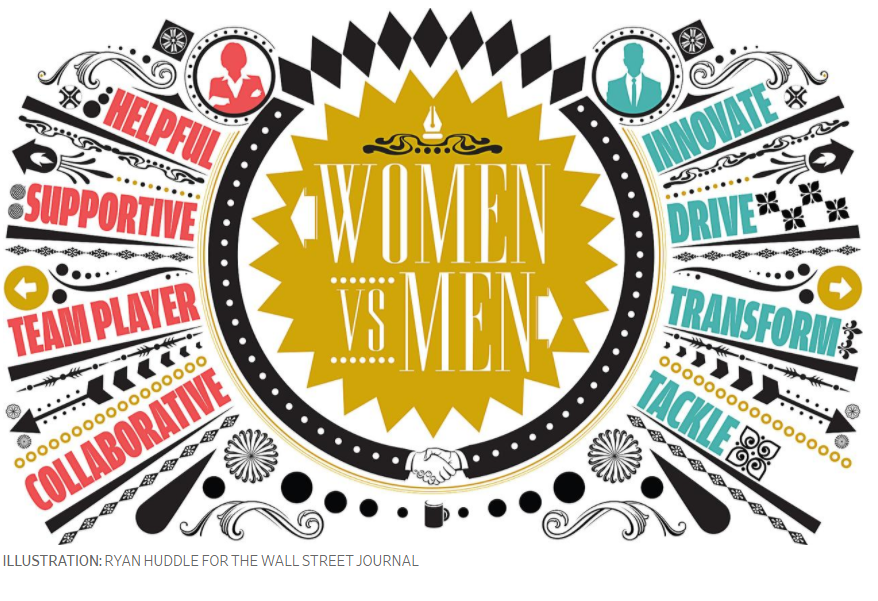 WOMEN
VS MEN
HELPFUL
SUPPORTIVE
TEAM PLAYER
COLLABORATIVE
INNOVATE
DRIVE
TRANSFORM
TACKLE
ILLUSTRATION: RYAN HUDDLE FOR THE WALL STREET JOURNAL